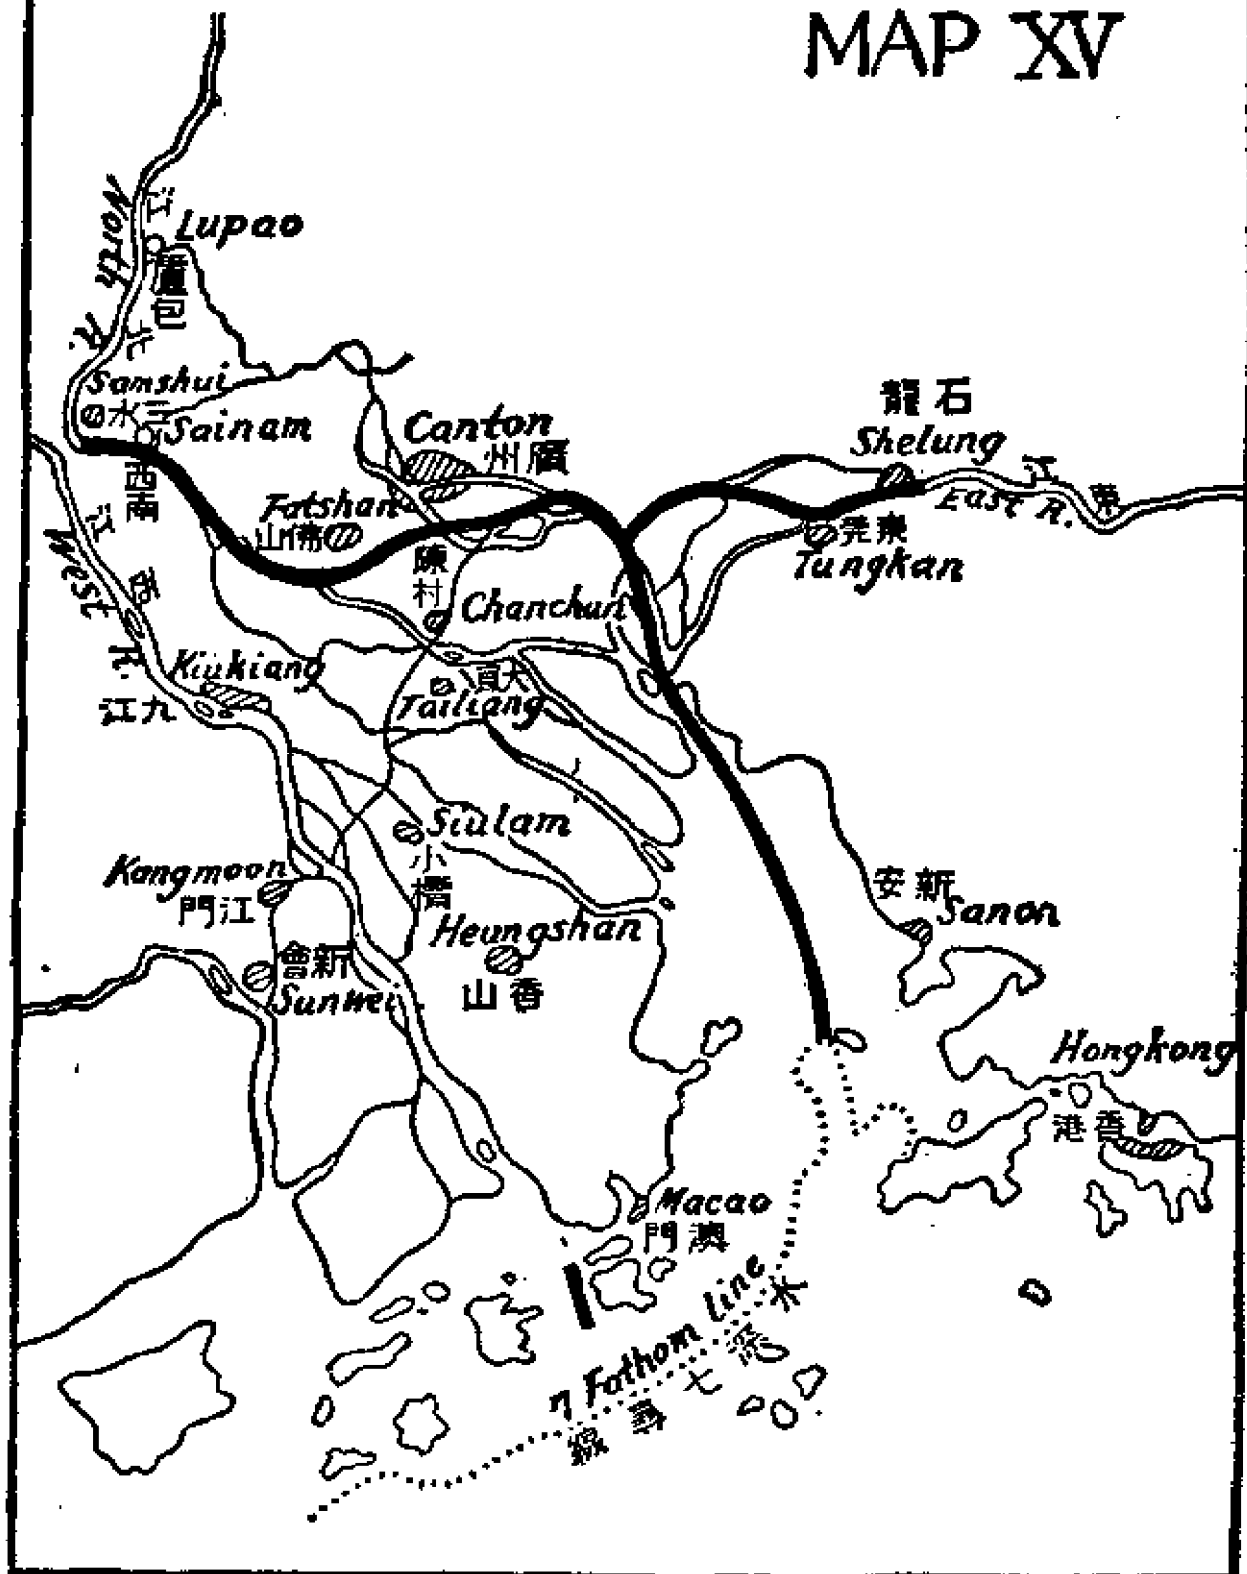 MAP XV
North R.
北江
Lupao
蘆包
Samshui
三水
Sainam
西南
Canton
廣州
石龍
Shelung
East R.
東江
Fatshan
佛山
東莞
Tungkan
West R.
西江
陳村
Chanchun
Kiukiang
九江
大良
Tailiang
Siulam
小欖
Kongmoon
江門
新安
Sanon
Heungshan
香山
新會
Sunwei
Hongkong
香港
Macao
澳門
7 Fathom line
水深七尋線